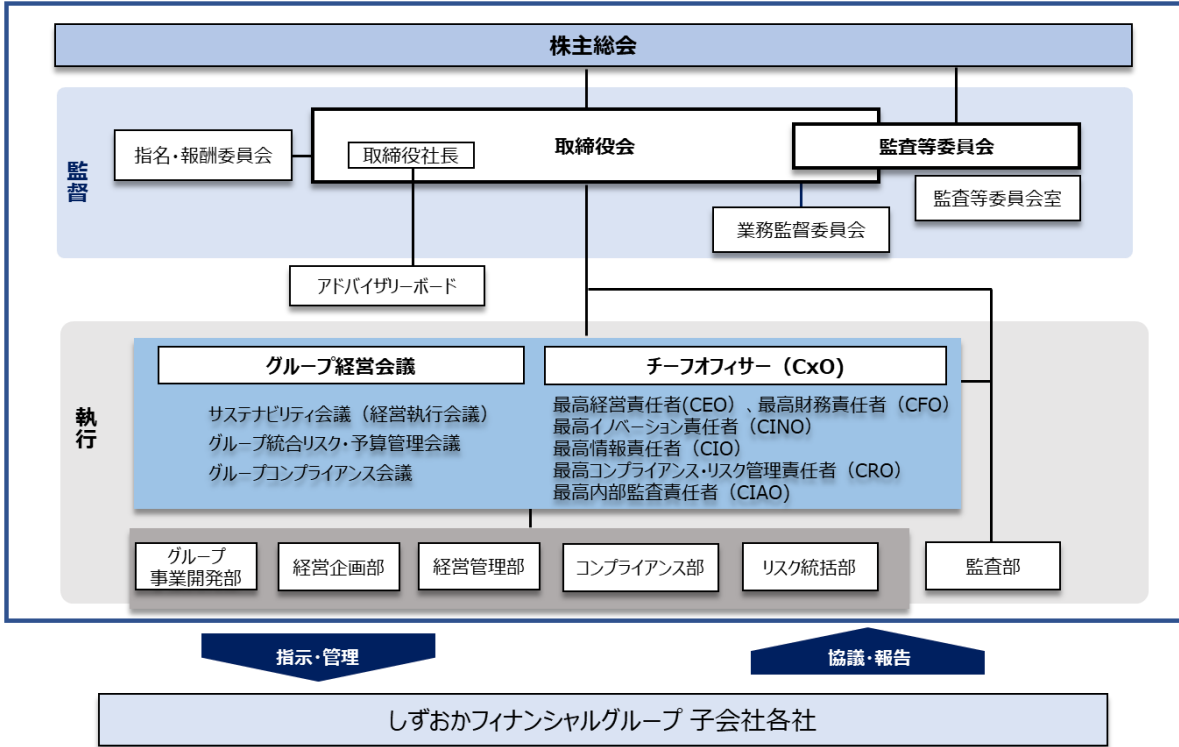 株主総会
監督
指名・報酬委員会
取締役社長
取締役会
監査等委員会
監査等委員会室
業務監督委員会
アドバイザリーボード
執行
グループ経営会議
サステナビリティ会議（経営執行会議）
グループ統合リスク・予算管理会議
グループコンプライアンス会議
チーフオフィサー（CxO）
最高経営責任者(CEO) 、最高財務責任者（CFO）
最高イノベーション責任者（CINO）
最高情報責任者（CIO）
最高コンプライアンス・リスク管理責任者（CRO）
最高内部監査責任者（CIAO）
グループ
事業開発部
経営企画部
経営管理部
コンプライアンス部
リスク統括部
監査部
指示・管理
協議・報告
しずおかフィナンシャルグループ 子会社各社